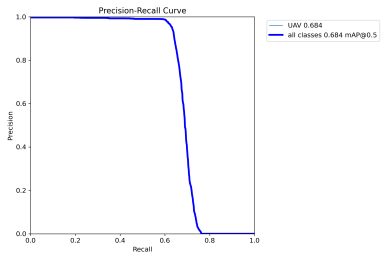 Precision-Recall Curve
UAV 0.684
all classes 0.684 mAP@0.5
1.0
0.8
0.6
0.4
0.2
0.0
Precision
0.0 0.2 0.4 0.6 0.8 1.0
Recall